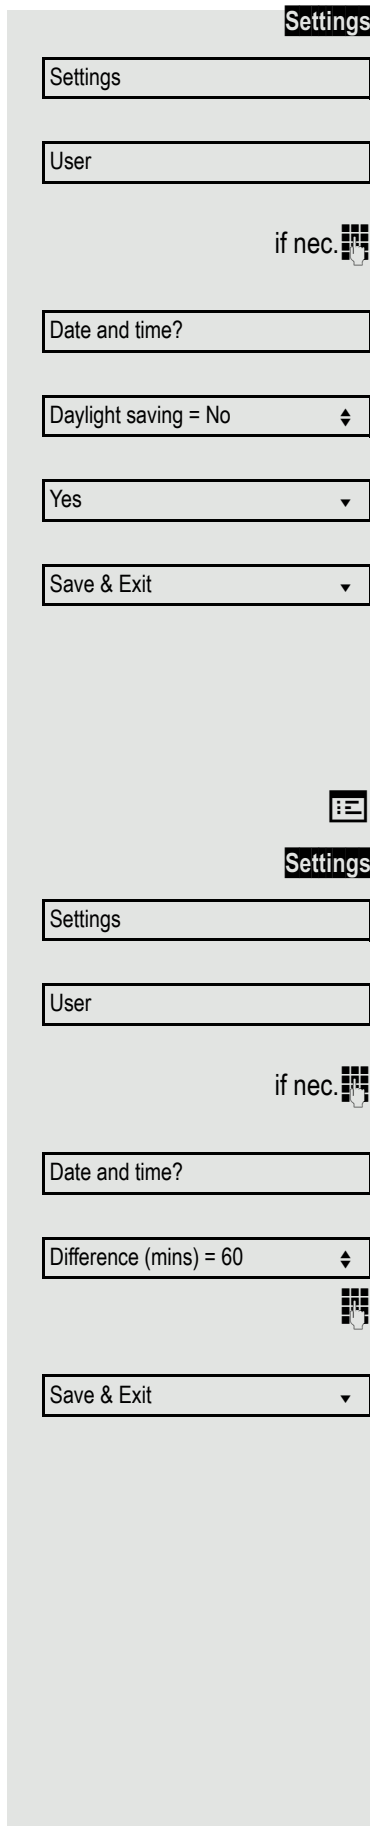 Settings
Settings
User
if nec.
Date and time?
Daylight saving = No
Yes
Save & Exit
Settings
Settings
User
if nec.
Date and time?
Difference (mins) = 60
Save & Exit